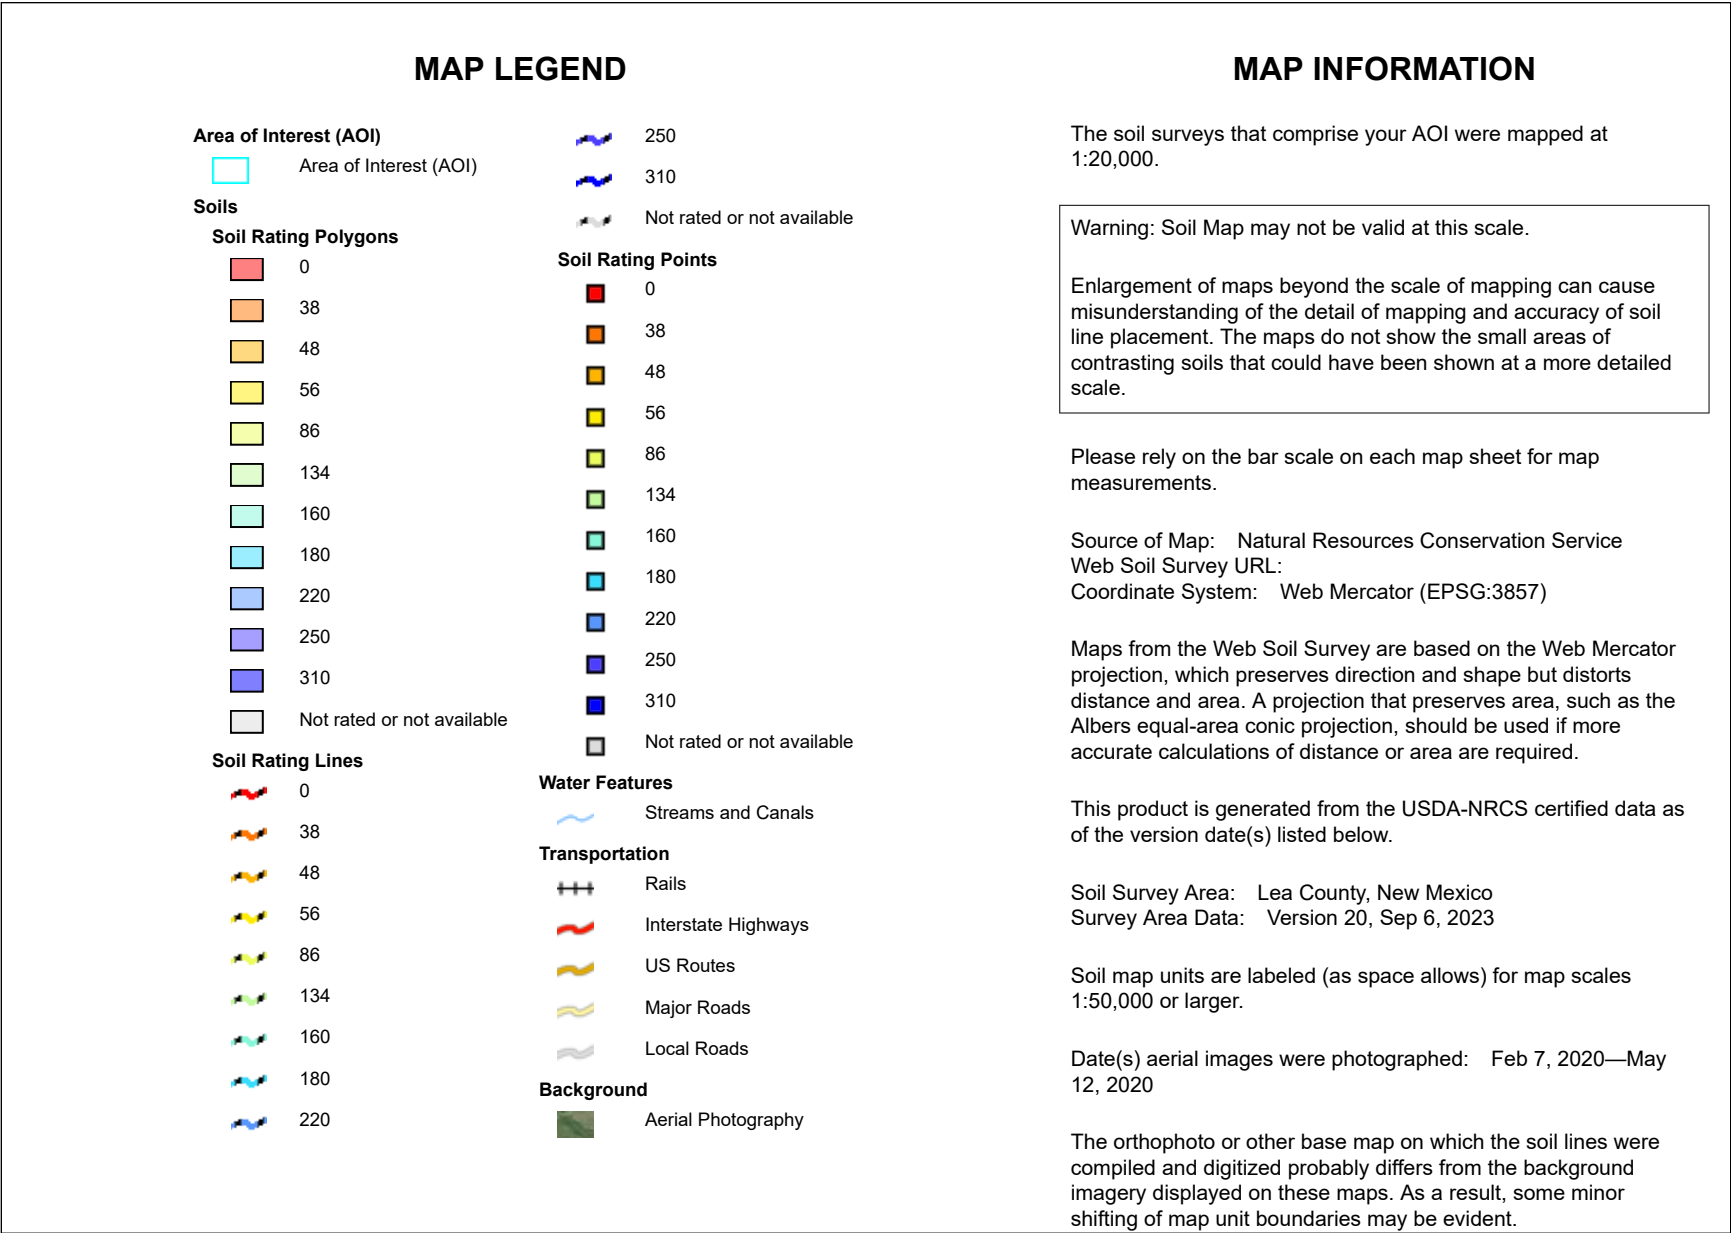 MAP LEGEND
Area of Interest (AOI)
Area of Interest (AOI)
Soils
Soil Rating Polygons
0
38
48
56
86
134
160
180
220
250
310
Not rated or not available
Soil Rating Lines
0
38
48
56
86
134
160
180
220
250
310
Not rated or not available
Soil Rating Points
0
38
48
56
86
134
160
180
220
250
310
Not rated or not available
Water Features
Streams and Canals
Transportation
Rails
Interstate Highways
US Routes
Major Roads
Local Roads
Background
Aerial Photography
MAP INFORMATION
The soil surveys that comprise your AOI were mapped at
1:20,000.
Warning: Soil Map may not be valid at this scale.
Enlargement of maps beyond the scale of mapping can cause
misunderstanding of the detail of mapping and accuracy of soil
line placement. The maps do not show the small areas of
contrasting soils that could have been shown at a more detailed
scale.
Please rely on the bar scale on each map sheet for map
measurements.
Source of Map: Natural Resources Conservation Service
Web Soil Survey URL:
Coordinate System: Web Mercator (EPSG:3857)
Maps from the Web Soil Survey are based on the Web Mercator
projection, which preserves direction and shape but distorts
distance and area. A projection that preserves area, such as the
Albers equal-area conic projection, should be used if more
accurate calculations of distance or area are required.
This product is generated from the USDA-NRCS certified data as
of the version date(s) listed below.
Soil Survey Area: Lea County, New Mexico
Survey Area Data: Version 20, Sep 6, 2023
Soil map units are labeled (as space allows) for map scales
1:50,000 or larger.
Date(s) aerial images were photographed: Feb 7, 2020—May
12, 2020
The orthophoto or other base map on which the soil lines were
compiled and digitized probably differs from the background
imagery displayed on these maps. As a result, some minor
shifting of map unit boundaries may be evident.